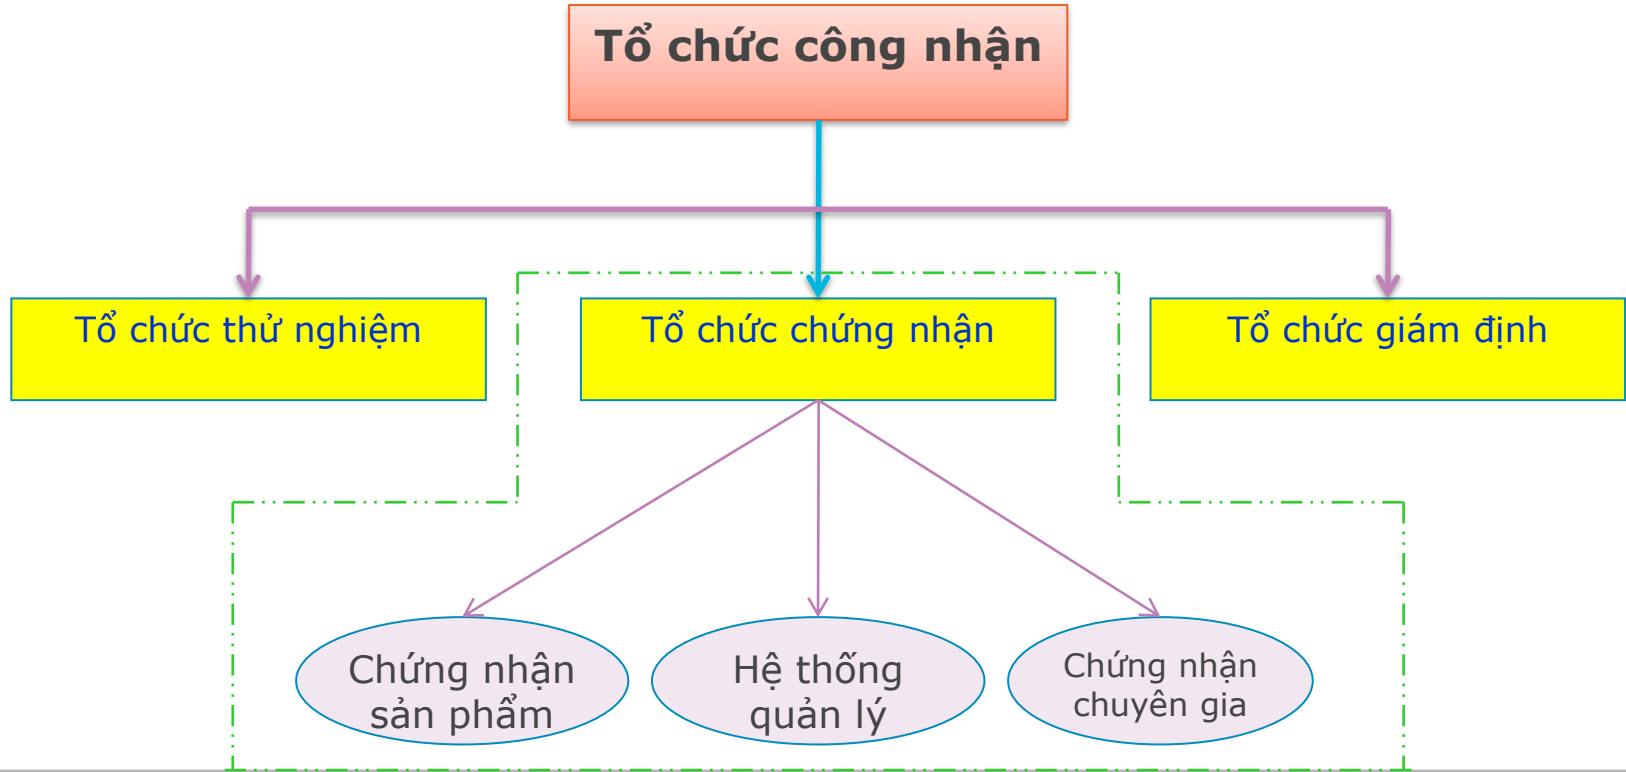 Tổ chức công nhận
Tổ chức thử nghiệm
Tổ chức chứng nhận
Tổ chức giám định
Chứng nhận
sản phẩm
Hệ thống
quản lý
Chứng nhận
chuyên gia